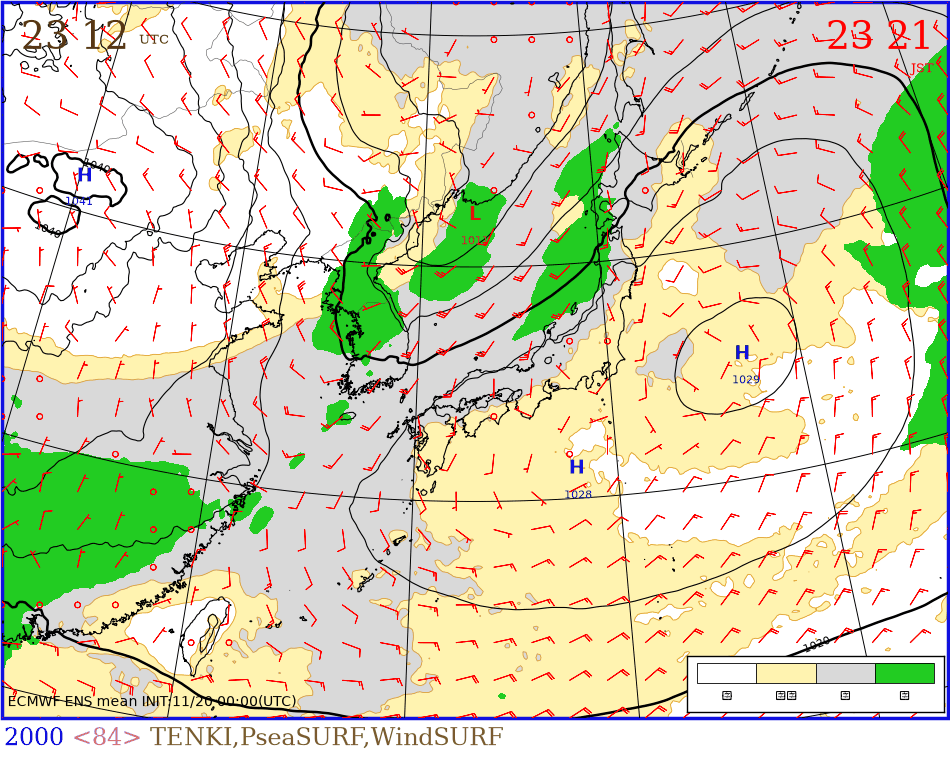 23 12 UTC
23 21 JST
1040
H
1041
1040
L
101
H
1029
H
1028
1020
ECMWF ENS mean INIT:11/20 00:00(UTC)
2000 <84> TENKI,PseaSURF,WindSURF